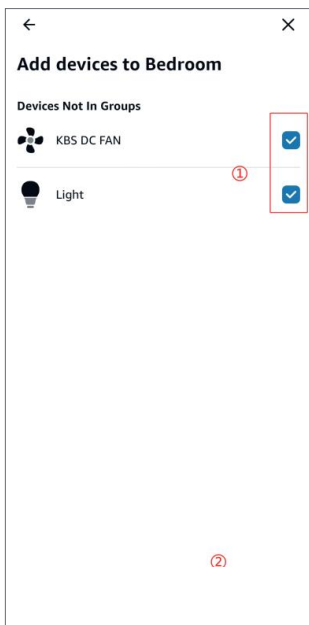 Add devices to Bedroom
Devices Not In Groups
KBS DC FAN
①
Light
②